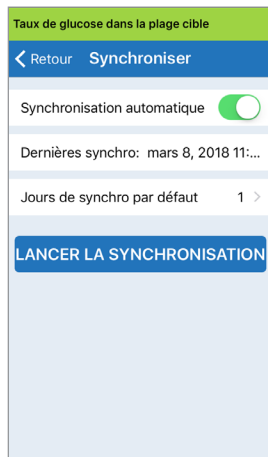 Taux de glucose dans la plage cible
Retour Synchroniser
Synchronisation automatique
Dernières synchro: mars 8, 2018 11:...
Jours de synchro par défaut 1
LANCER LA SYNCHRONISATION